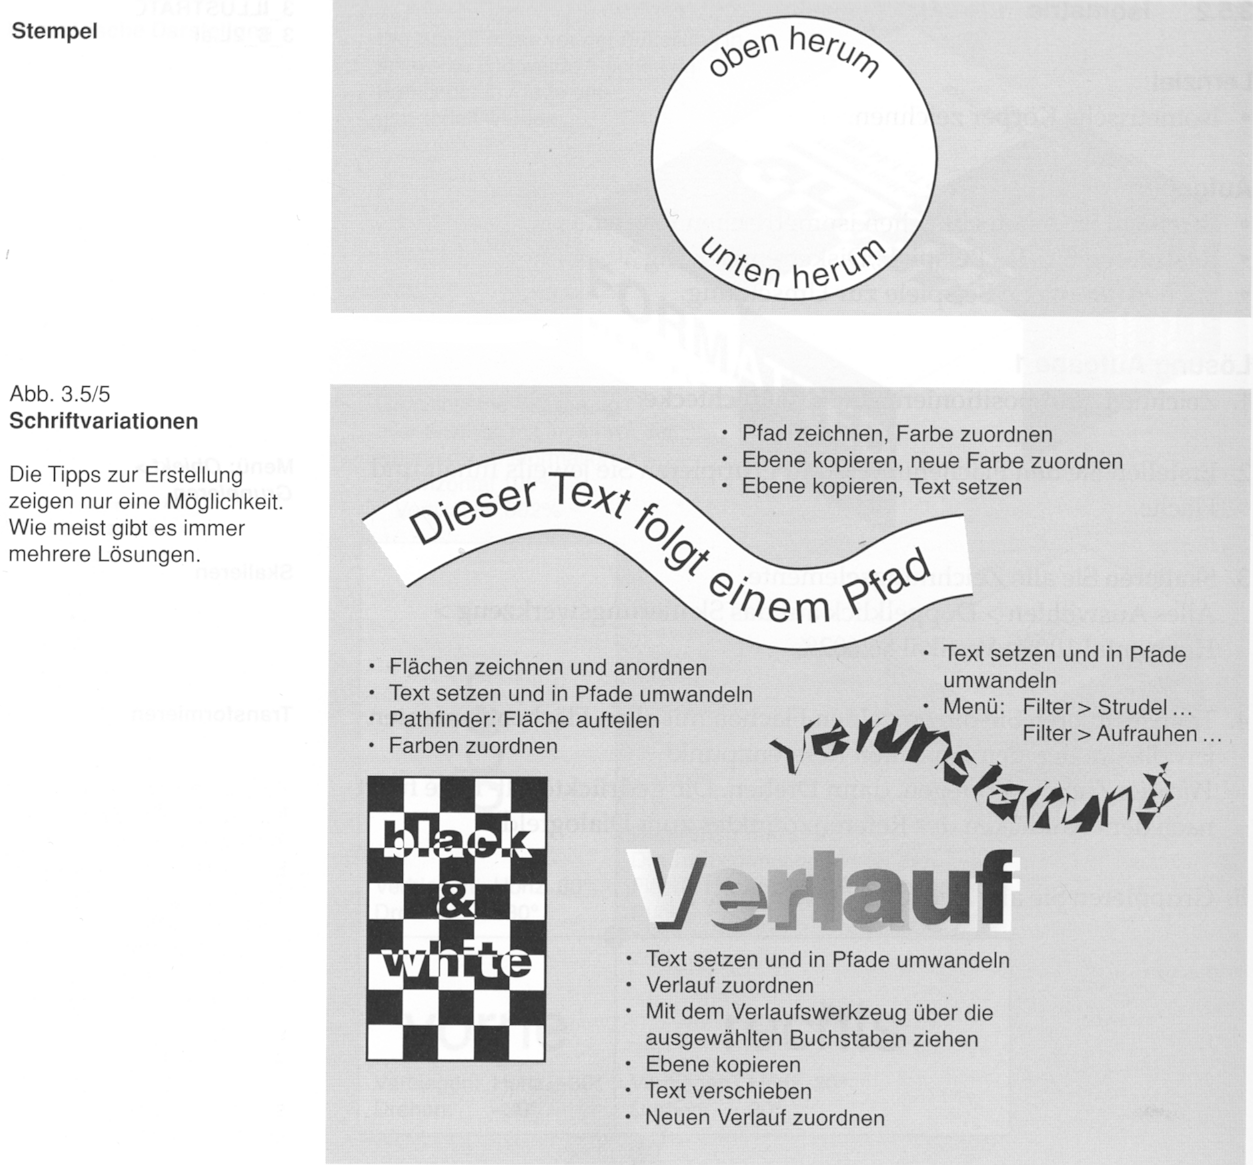 Stempel
oben herum
unten herum
Abb. 3.5/5
Schriftvariationen
Die Tipps zur Erstellung
zeigen nur eine Möglichkeit.
Wie meist gibt es immer
mehrere Lösungen.
• Pfad zeichnen, Farbe zuordnen
• Ebene kopieren, neue Farbe zuordnen
• Ebene kopieren, Text setzen
Dieser Text folgt einem Pfad
• Flächen zeichnen und anordnen
• Text setzen und in Pfade umwandeln
• Pathfinder: Fläche aufteilen
• Farben zuordnen
• Text setzen und in Pfade
umwandeln
• Menü: Filter > Strudel ...
Filter > Aufrauhen ...
Verunstaltung
black
&
white
Verlauf
• Text setzen und in Pfade umwandeln
• Verlauf zuordnen
• Mit dem Verlaufswerkzeug über die
ausgewählten Buchstaben ziehen
• Ebene kopieren
• Text verschieben
• Neuen Verlauf zuordnen